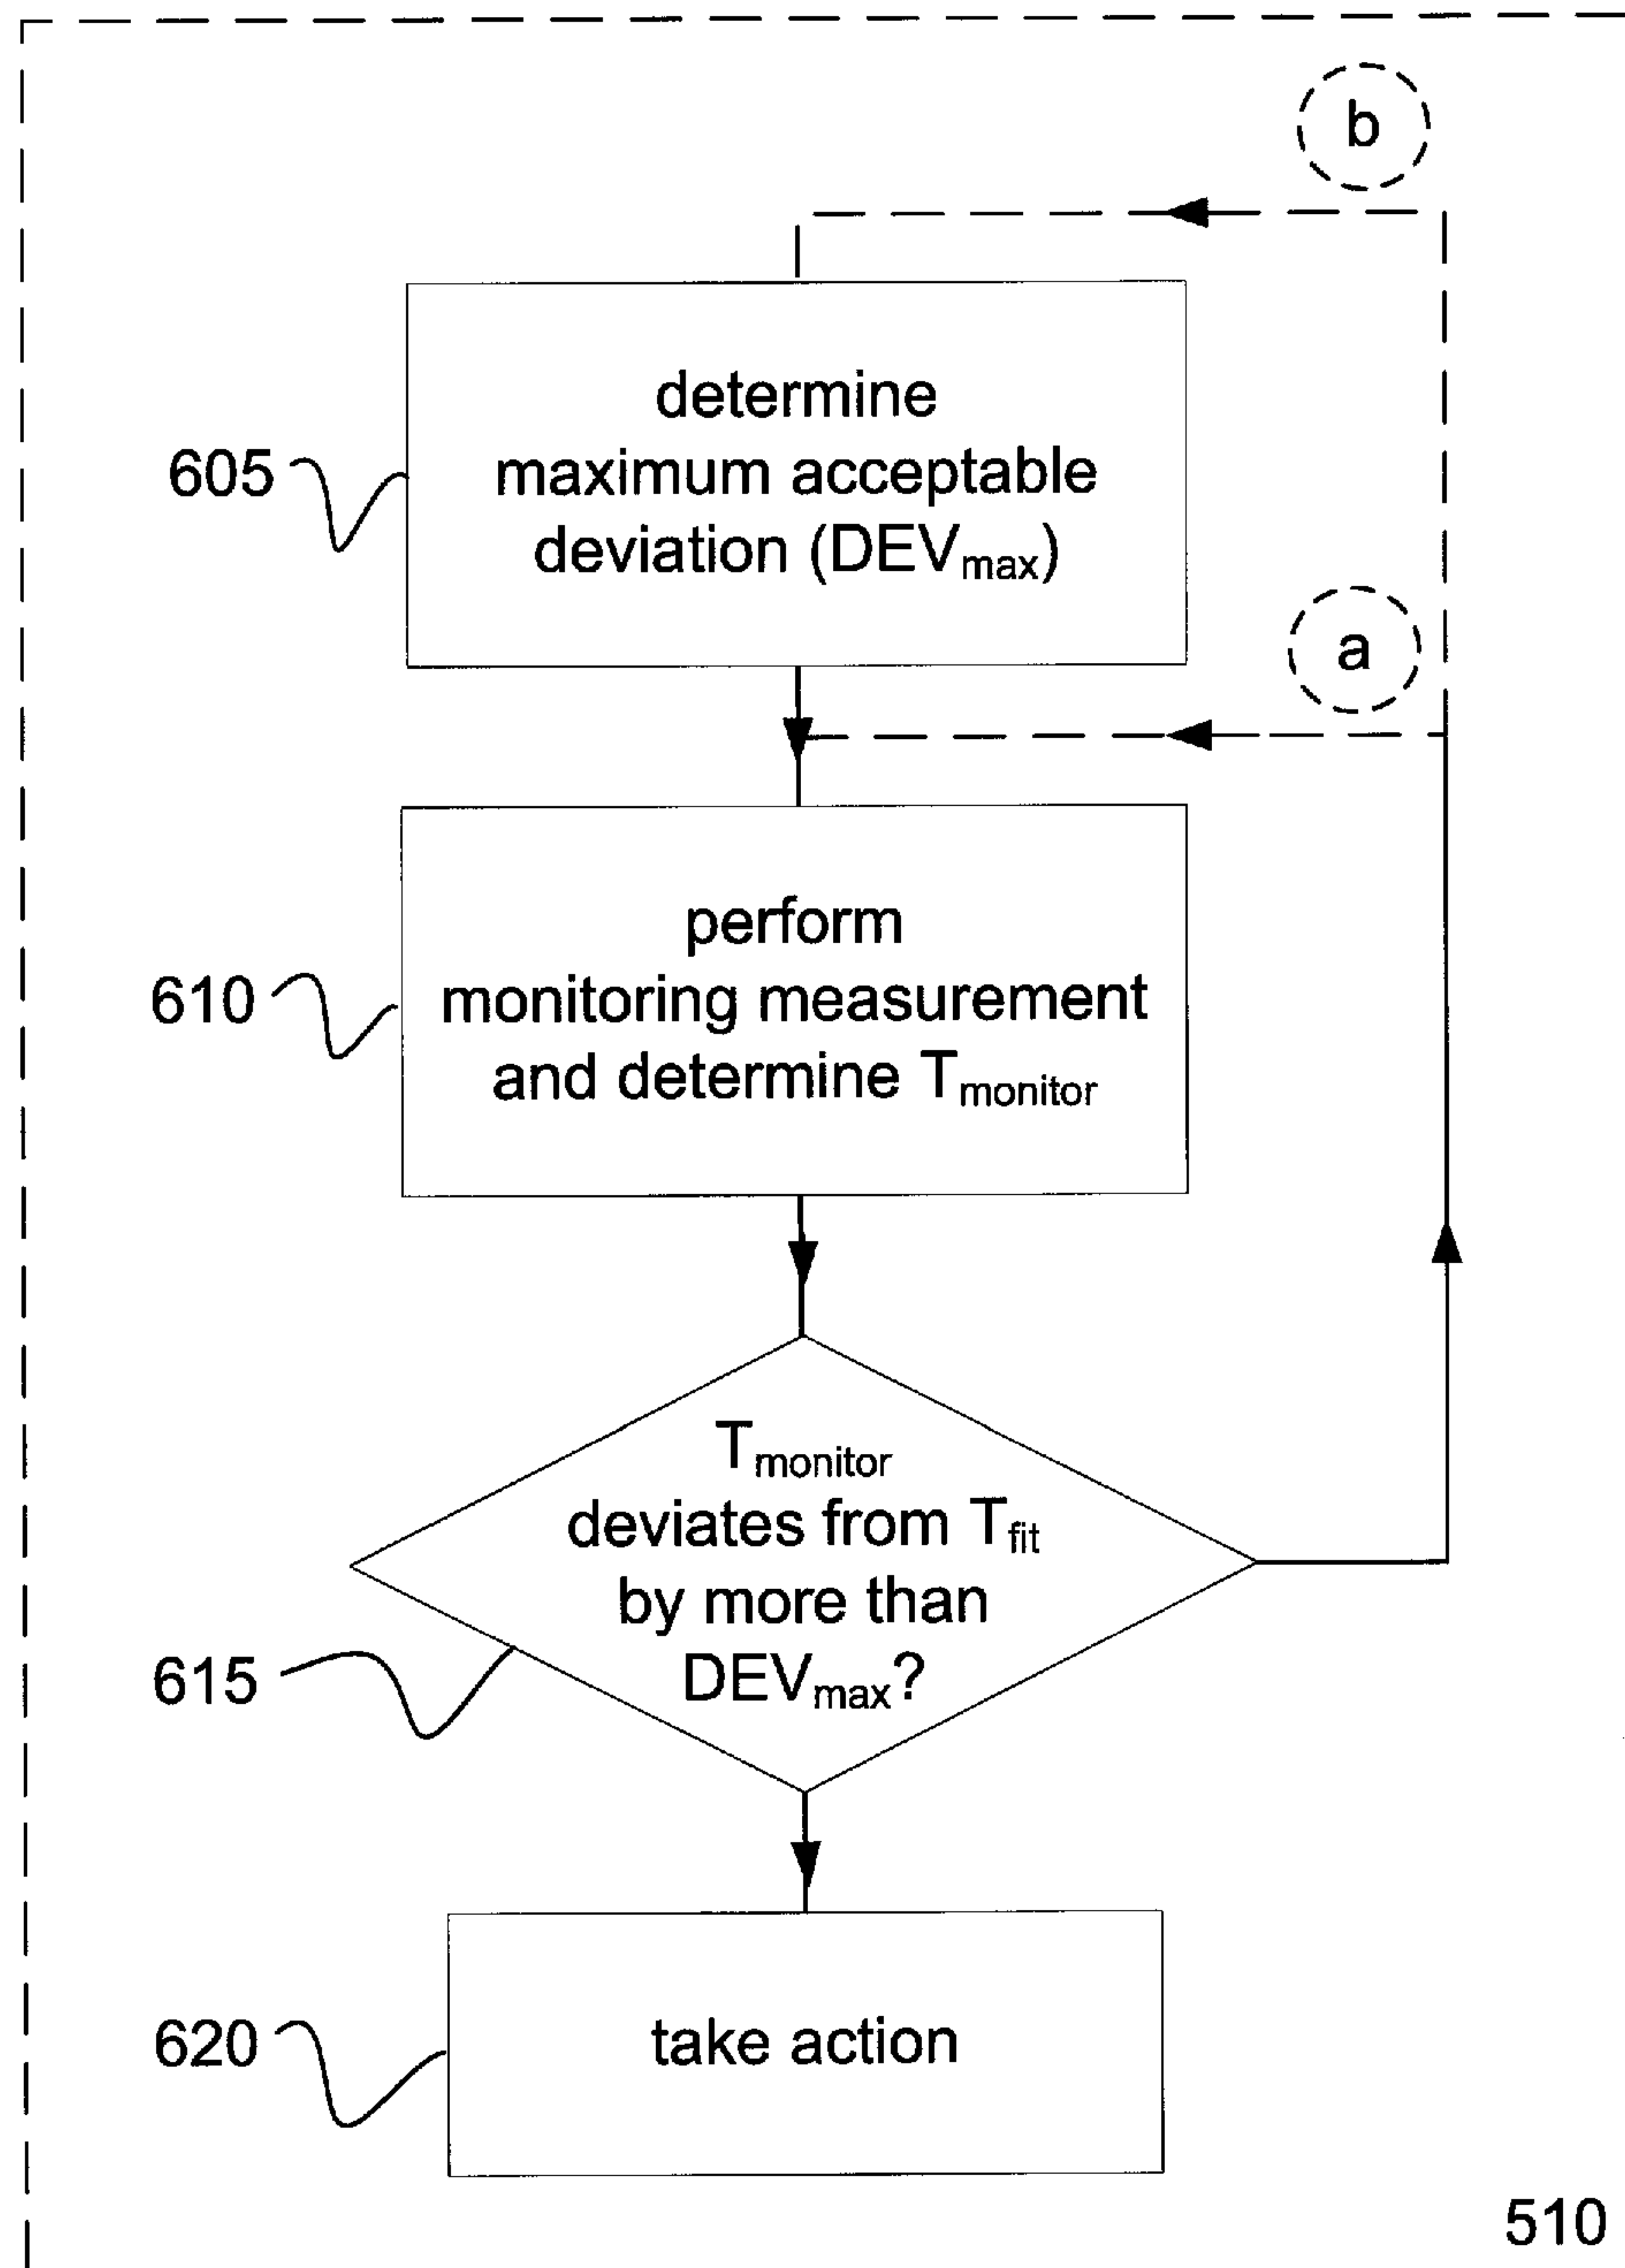 b
determine
maximum acceptable
deviation (DEVmax)
605
a
perform
monitoring measurement
and determine Tmonitor
610
Tmonitor
deviates from Tfit
by more than
DEVmax?
615
take action
620
510